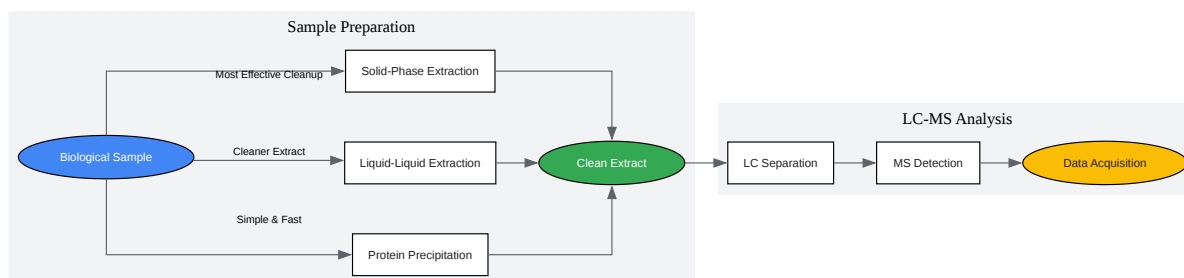 Sample Preparation
Most Effective Cleanup
Solid-Phase Extraction
Biological Sample
Cleaner Extract
Liquid-Liquid Extraction
Clean Extract
Simple & Fast
Protein Precipitation
LC-MS Analysis
LC Separation
MS Detection
Data Acquisition